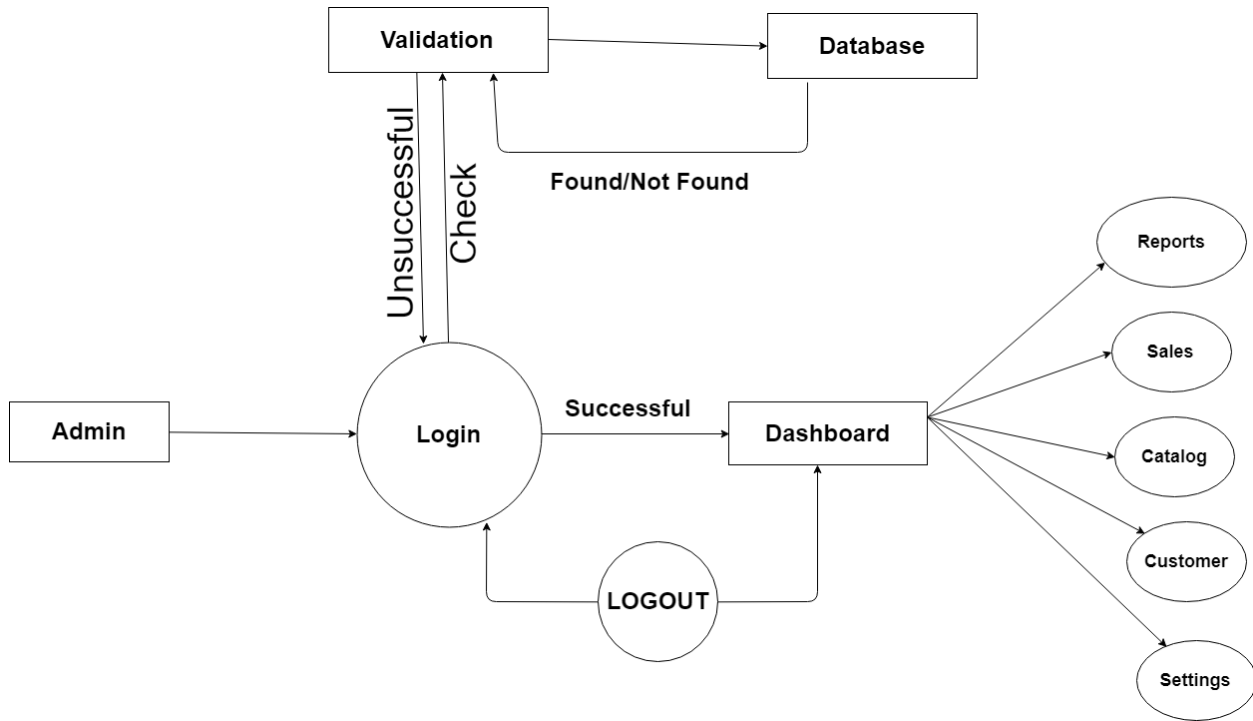 Validation
Database
Unsuccessful
Check
Found/Not Found
Reports
Sales
Admin
Login
Successful
Dashboard
Catalog
Customer
LOGOUT
Settings